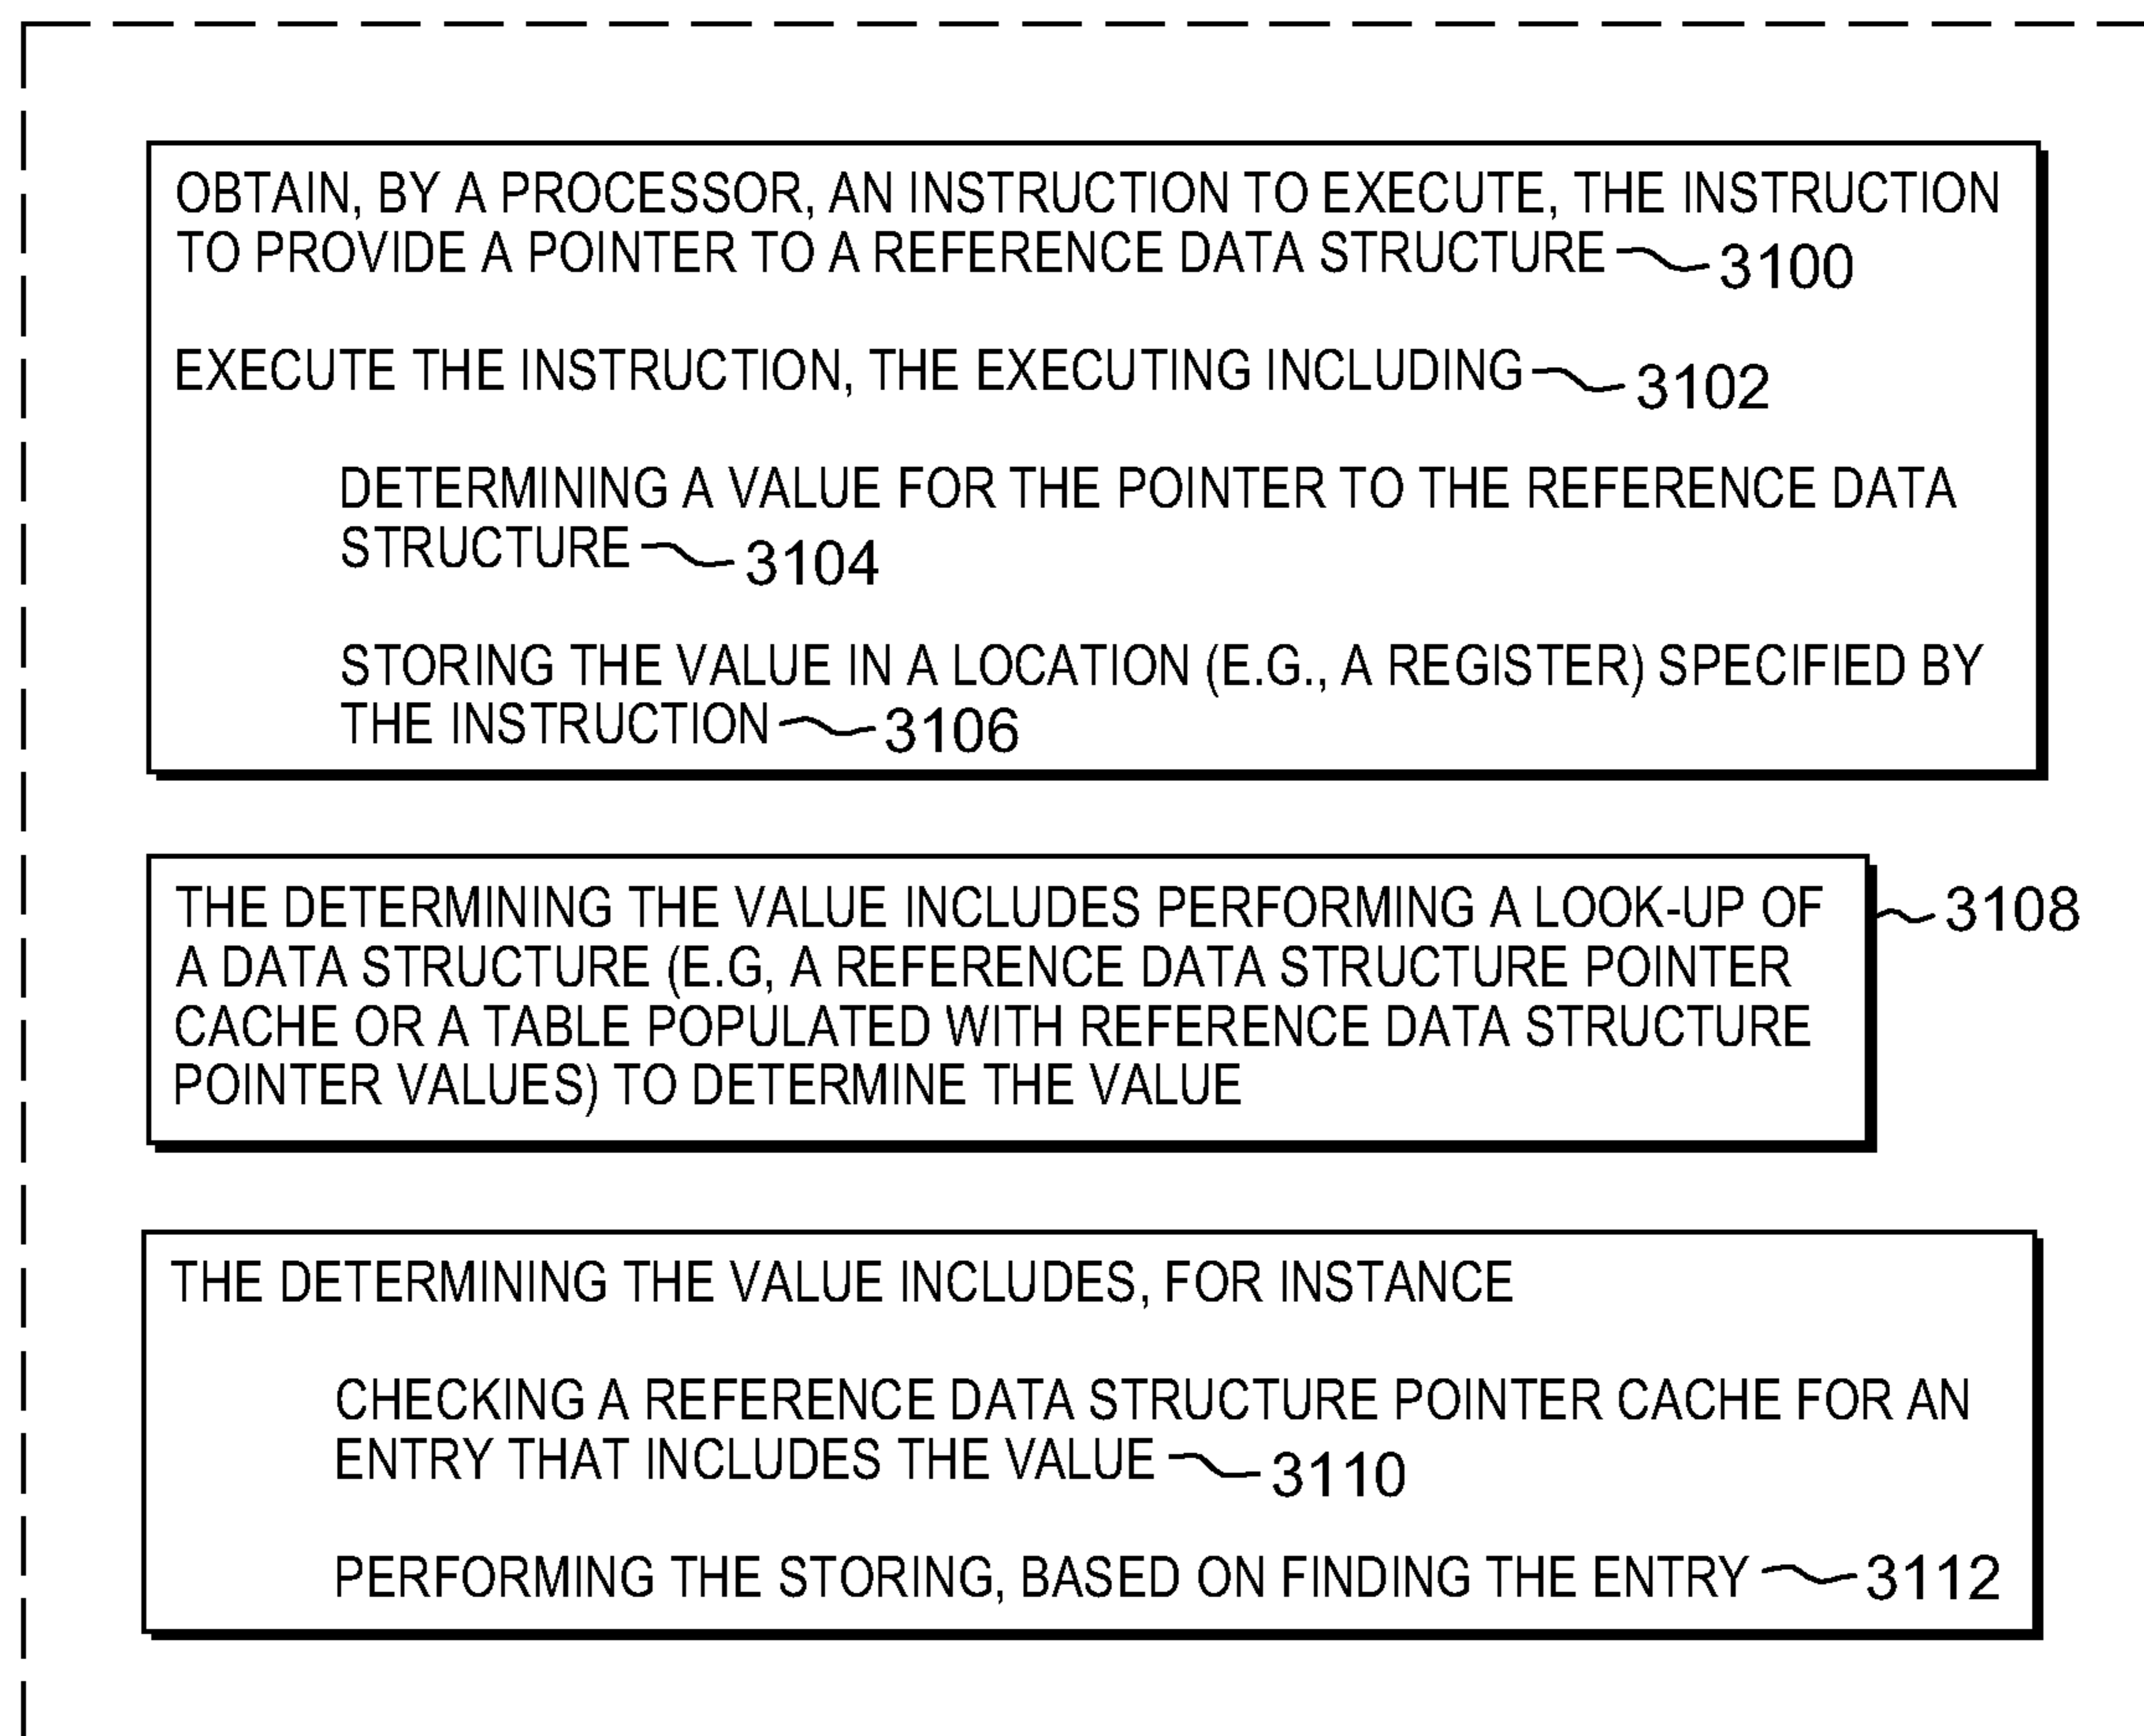 OBTAIN, BY A PROCESSOR, AN INSTRUCTION TO EXECUTE, THE INSTRUCTION
TO PROVIDE A POINTER TO A REFERENCE DATA STRUCTURE 3100
EXECUTE THE INSTRUCTION, THE EXECUTING INCLUDING 3102
DETERMINING A VALUE FOR THE POINTER TO THE REFERENCE DATA
STRUCTURE 3104
STORING THE VALUE IN A LOCATION (E.G., A REGISTER) SPECIFIED BY
THE INSTRUCTION 3106
THE DETERMINING THE VALUE INCLUDES PERFORMING A LOOK-UP OF 3108
A DATA STRUCTURE (E.G, A REFERENCE DATA STRUCTURE POINTER
CACHE OR A TABLE POPULATED WITH REFERENCE DATA STRUCTURE
POINTER VALUES) TO DETERMINE THE VALUE
THE DETERMINING THE VALUE INCLUDES, FOR INSTANCE
CHECKING A REFERENCE DATA STRUCTURE POINTER CACHE FOR AN
ENTRY THAT INCLUDES THE VALUE 3110
PERFORMING THE STORING, BASED ON FINDING THE ENTRY 3112